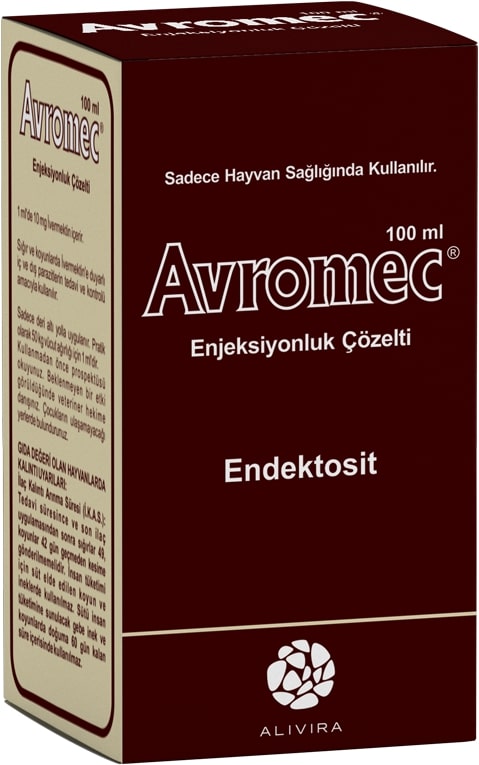 Avromec
Enjeksiyonluk Çözelti
100 ml
Avromec®
Enjeksiyonluk Çözelti
1 ml'de 10 mg İvermektin içerir.
Sığır ve koyunlarda İvermektin'e duyarlı
iç ve dış parazitlerin tedavi ve kontrolü
amacıyla kullanılır.
Sadece deri altı yolla uygulanır. Pratik
olarak 50 kg vücut ağırlığı için 1 ml'dir.
Kullanmadan önce prospektüsü
okuyunuz. Beklenmeyen bir etki
görüldüğünde veteriner hekime
danışınız. Çocukların ulaşamayacağı
yerlerde bulundurunuz.
GIDA DEĞERİ OLAN HAYVANLARDA
KALINTI UYARILARI:
İlaç Kalıntı Arınma Süresi (İ.K.A.S.):
Tedavi süresince ve son ilaç
uygulamasından sonra sığırlar 49,
koyunlar 42 gün geçmeden kesime
gönderilmemelidir. İnsan tüketimi
için süt elde edilen koyun ve
ineklerde kullanılmaz. Sütü insan
tüketimine sunulacak gebe inek ve
koyunlarda doğuma 60 gün kalan
süre içerisinde kullanılmaz.
Sadece Hayvan Sağlığında Kullanılır.
100 ml
Avromec®
Enjeksiyonluk Çözelti
Endektosit
ALIVIRA